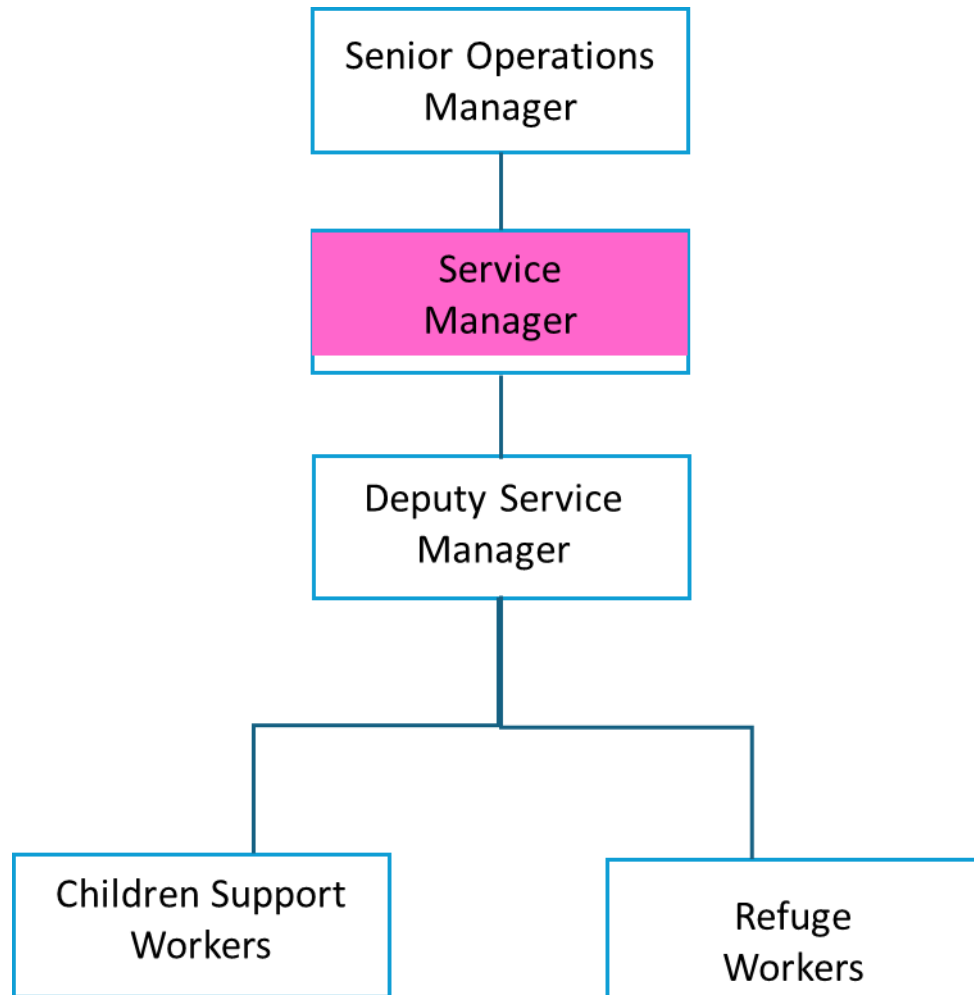 Senior Operations
Manager
Service
Manager
Deputy Service
Manager
Children Support
Workers
Refuge
Workers